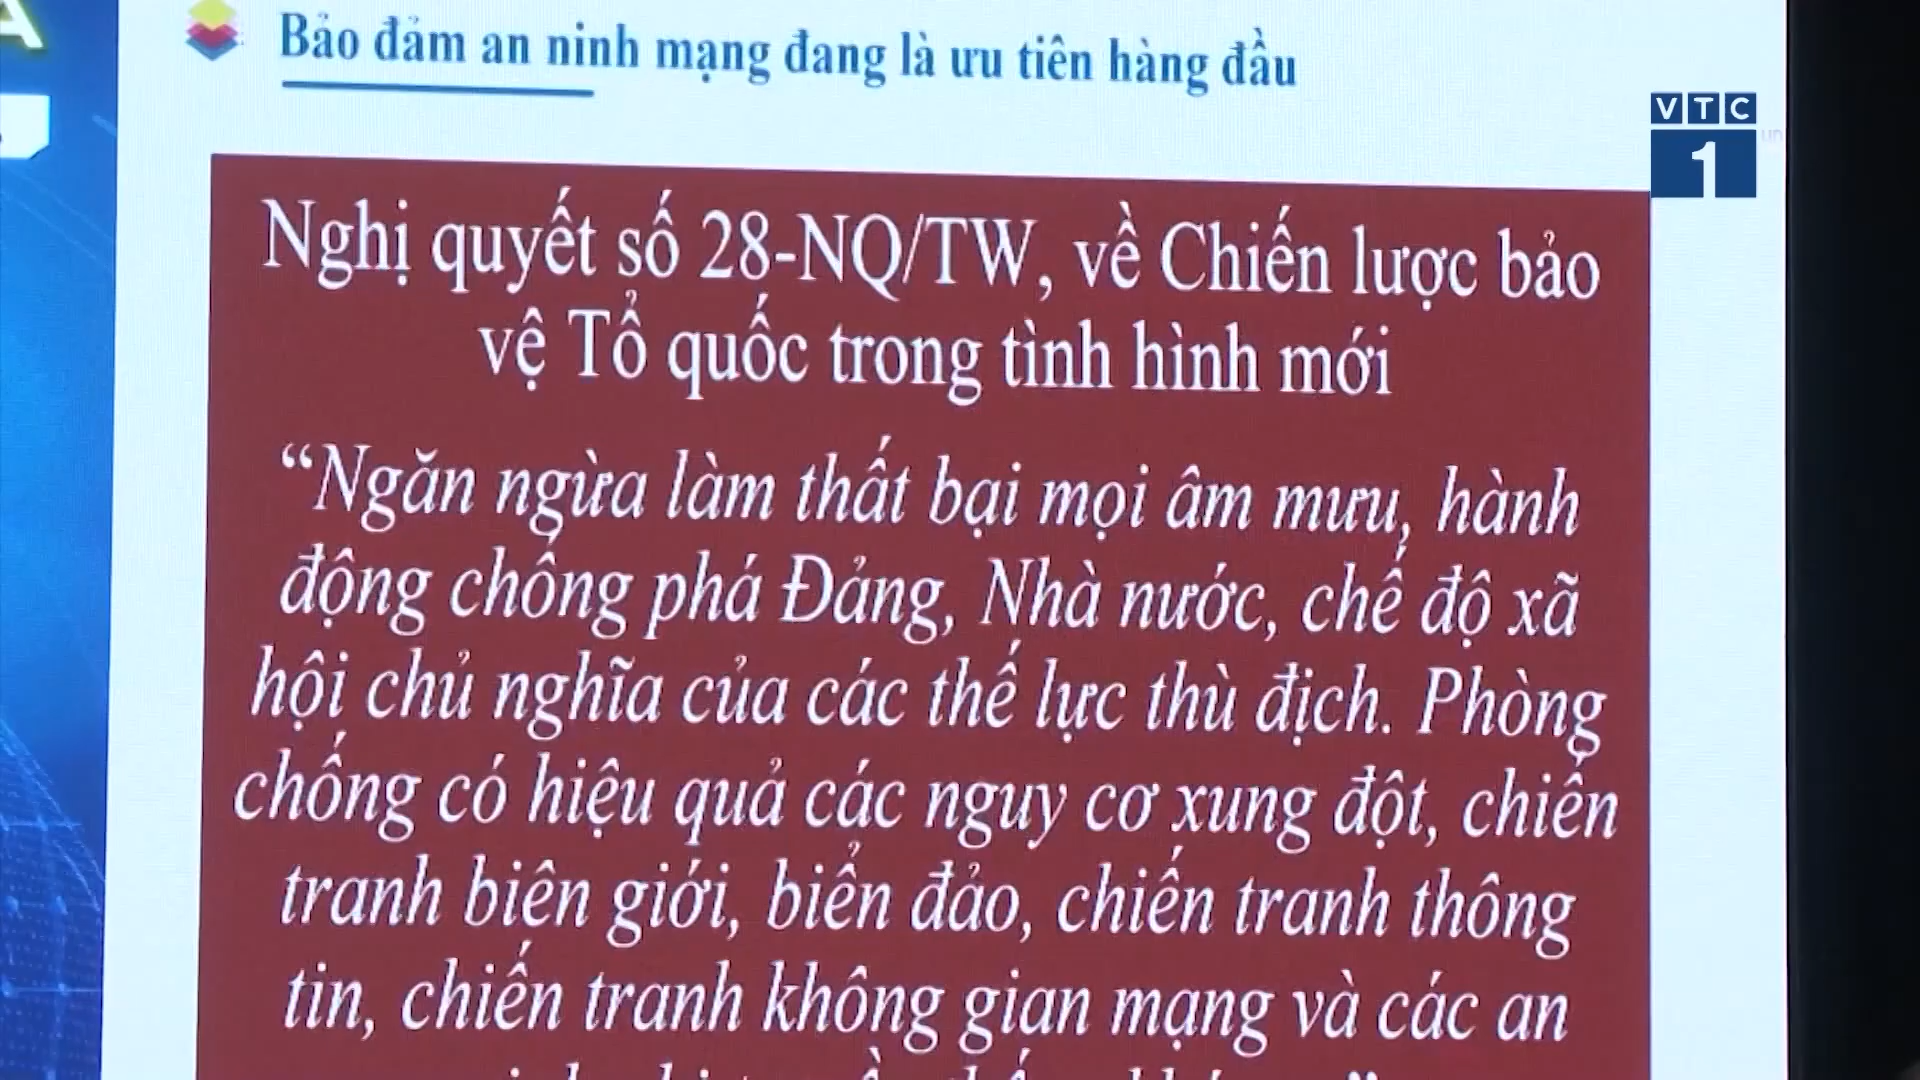 Bảo đảm an ninh mạng đang là ưu tiên hàng đầu
VTC
1
Nghị quyết số 28-NQ/TW, về Chiến lược bảo
vệ Tổ quốc trong tình hình mới
“Ngăn ngừa làm thất bại mọi âm mưu, hành
động chống phá Đảng, Nhà nước, chế độ xã
hội chủ nghĩa của các thế lực thù địch. Phòng
chống có hiệu quả các nguy cơ xung đột, chiến
tranh biên giới, biển đảo, chiến tranh thông
tin, chiến tranh không gian mạng và các an